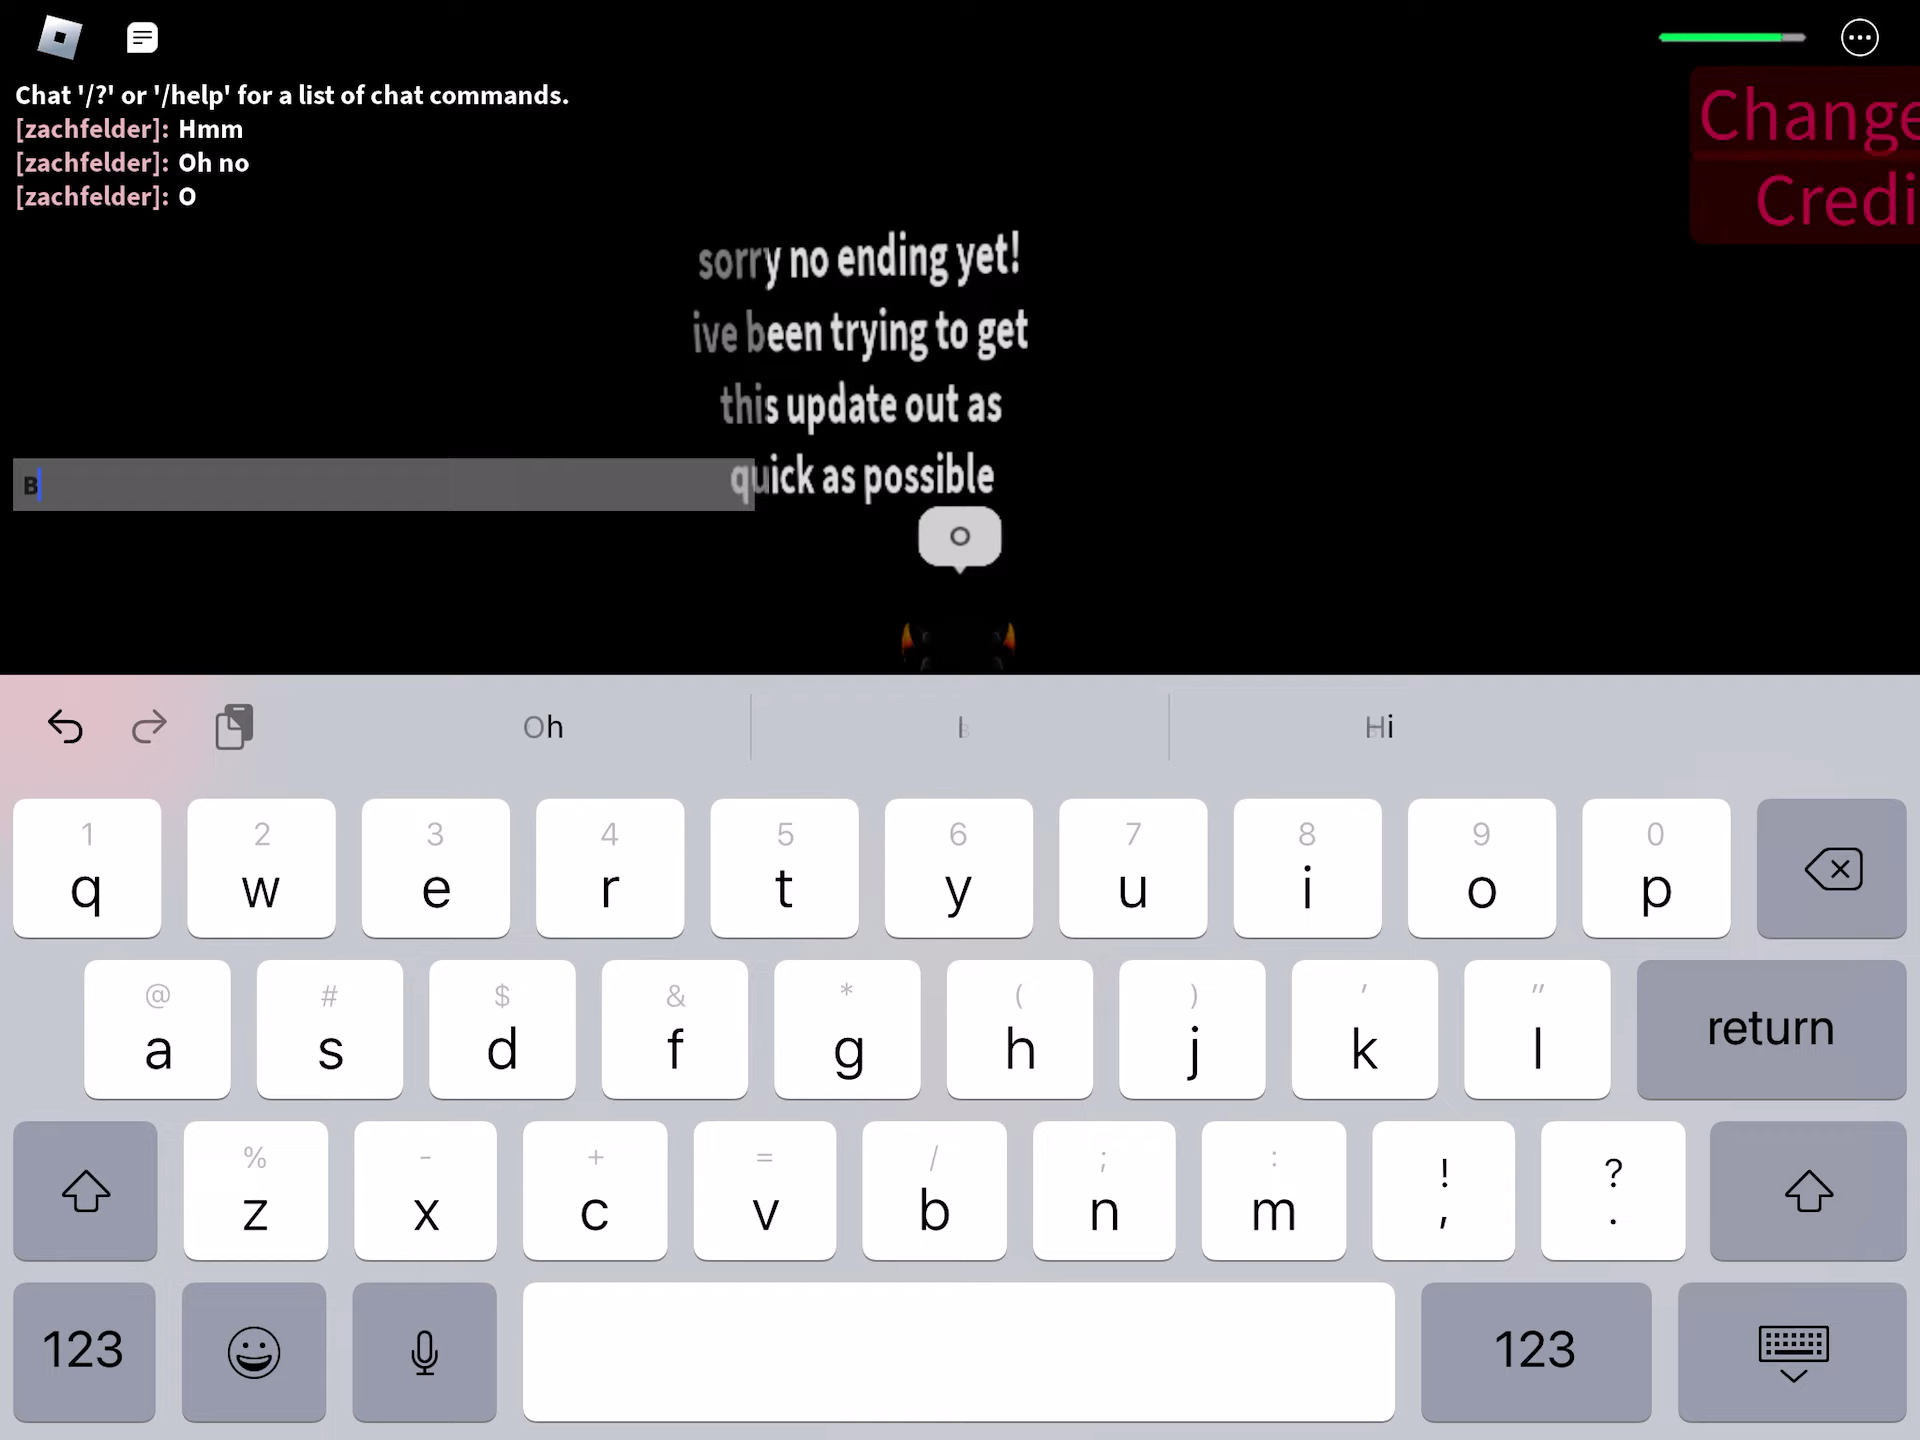 Chat '/?' or '/help' for a list of chat commands.
[zachfelder]: Hmm
[zachfelder]: Oh no
[zachfelder]: O
Change
Credi
sorry no ending yet!
ive been trying to get
this update out as
quick as possible
B
O
Oh
Hi
1 2 3 4 5 6 7 8 9 0
q w e r t y u i o p
@ # $ & * ( ) ' "
a s d f g h j k l return
% - + = / ; : ! ?
z x c v b n m , .
123 123